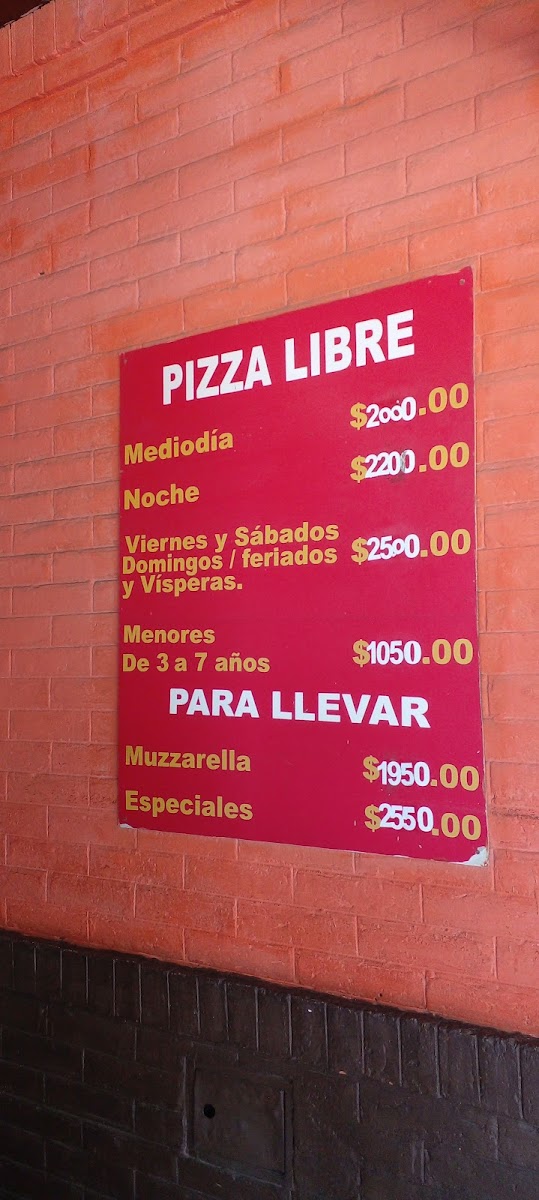 PIZZA LIBRE
Mediodía $2000.00
Noche $2200.00
Viernes y Sábados
Domingos / feriados $2500.00
y Vísperas.
Menores
De 3 a 7 años $1050.00
PARA LLEVAR
Muzzarella $1950.00
Especiales $2550.00